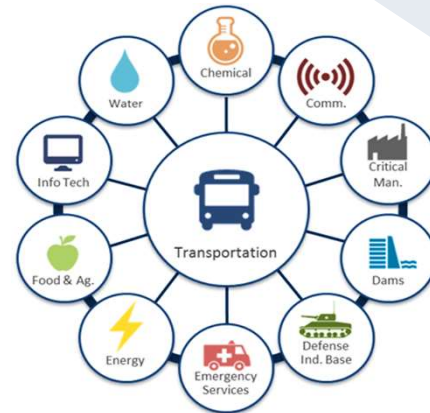 Chemical
Comm.
Critical
Man.
Dams
Defense
Ind. Base
Emergency
Services
Energy
Food & Ag.
Info Tech
Water
Transportation